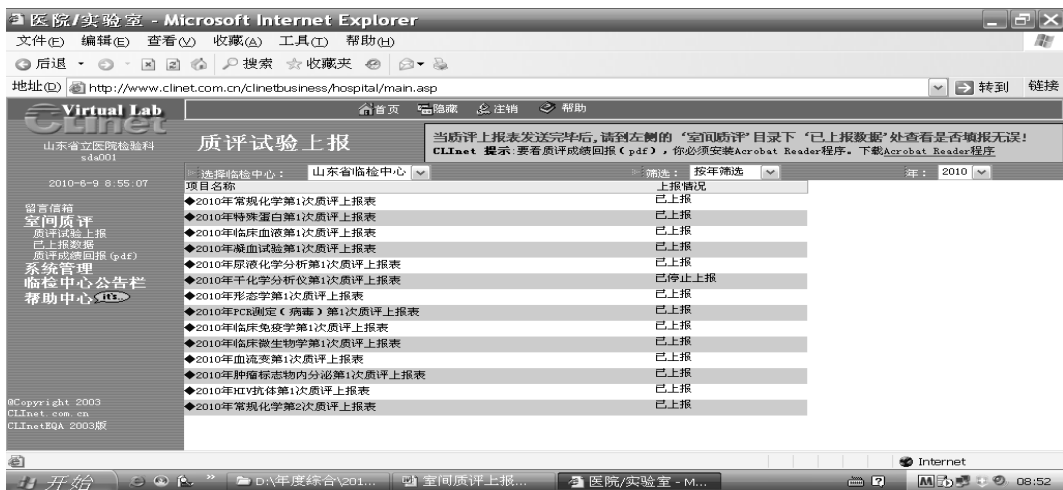 医院/实验室 - Microsoft Internet Explorer
文件(F) 编辑(E) 查看(V) 收藏(A) 工具(T) 帮助(H)
后退 搜索 收藏夹
地址(D) http://www.clinet.com.cn/clinetbusiness/hospital/main.asp 转到 链接
Virtual Lab
CLInet
首页 隐藏 注销 帮助
山东省立医院检验科
sda001
质评试验上报
当质评上报表发送完毕后,请到左侧的‘室间质评’目录下‘已上报数据’处查看是否填报无误!
CLInet 提示:要看质评成绩回报(pdf),你必须安装Acrobat Reader程序。下载Acrobat Reader程序
选择临检中心: 山东省临检中心 筛选: 按年筛选 年: 2010
2010-6-9 8:55:07
留言信箱
室间质评
质评试验上报
已上报数据
质评成绩回报(pdf)
系统管理
临检中心公告栏
帮助中心
项目名称 上报情况
◆2010年常规化学第1次质评上报表 已上报
◆2010年特殊蛋白第1次质评上报表 已上报
◆2010年临床血液第1次质评上报表 已上报
◆2010年凝血试验第1次质评上报表 已上报
◆2010年尿液化学分析第1次质评上报表 已上报
◆2010年干化学分析仪第1次质评上报表 已停止上报
◆2010年形态学第1次质评上报表 已上报
◆2010年PCR测定(病毒)第1次质评上报表 已上报
◆2010年临床免疫学第1次质评上报表 已上报
◆2010年临床微生物学第1次质评上报表 已上报
◆2010年血流变第1次质评上报表 已上报
◆2010年肿瘤标志物内分泌第1次质评上报表 已上报
◆2010年HIV抗体第1次质评上报表 已上报
◆2010年常规化学第2次质评上报表 已上报
@Copyright 2003
CLInet.com.cn
CLInetEQA 2003版
Internet
开始 D:\年度综合\201... 室间质评上报... 医院/实验室 - M... 08:52